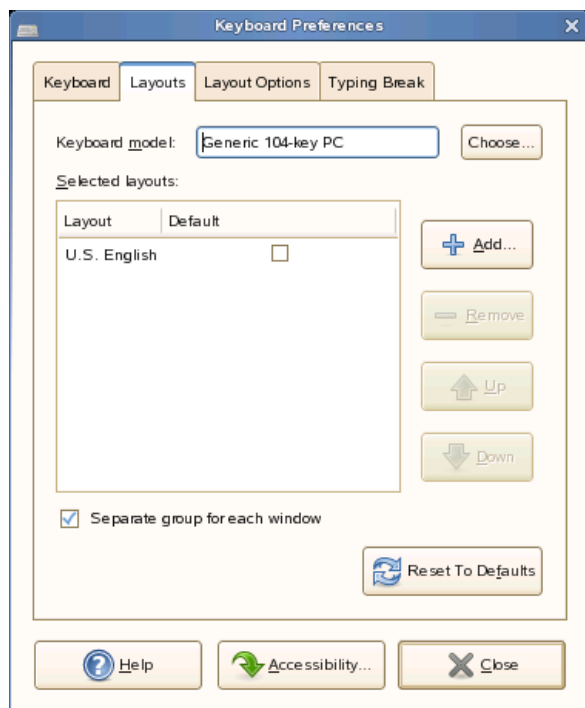 Keyboard Preferences
Keyboard Layouts Layout Options Typing Break
Keyboard model: Generic 104-key PC Choose...
Selected layouts:
Layout Default
U.S. English
Add...
Remove
Up
Down
Separate group for each window
Reset To Defaults
Help Accessibility... Close